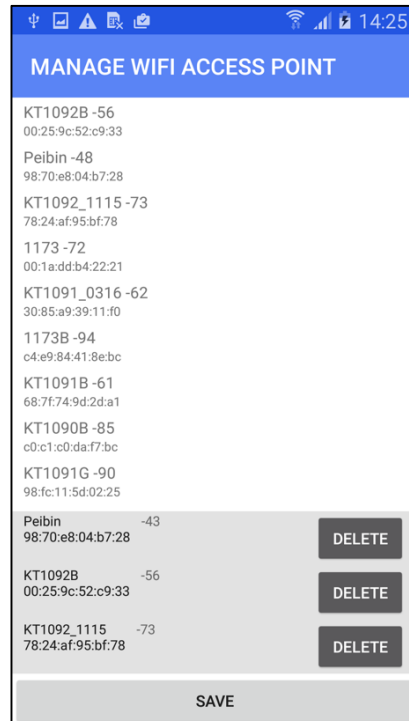 14:25
MANAGE WIFI ACCESS POINT
KT1092B -56
00:25:9c:52:c9:33
Peibin -48
98:70:e8:04:b7:28
KT1092_1115 -73
78:24:af:95:bf:78
1173 -72
00:1a:dd:b4:22:21
KT1091_0316 -62
30:85:a9:39:11:f0
1173B -94
c4:e9:84:41:8e:bc
KT1091B -61
68:7f:74:9d:2d:a1
KT1090B -85
c0:c1:c0:da:f7:bc
KT1091G -90
98:fc:11:5d:02:25
Peibin -43
98:70:e8:04:b7:28
DELETE
KT1092B -56
00:25:9c:52:c9:33
DELETE
KT1092_1115 -73
78:24:af:95:bf:78
DELETE
SAVE